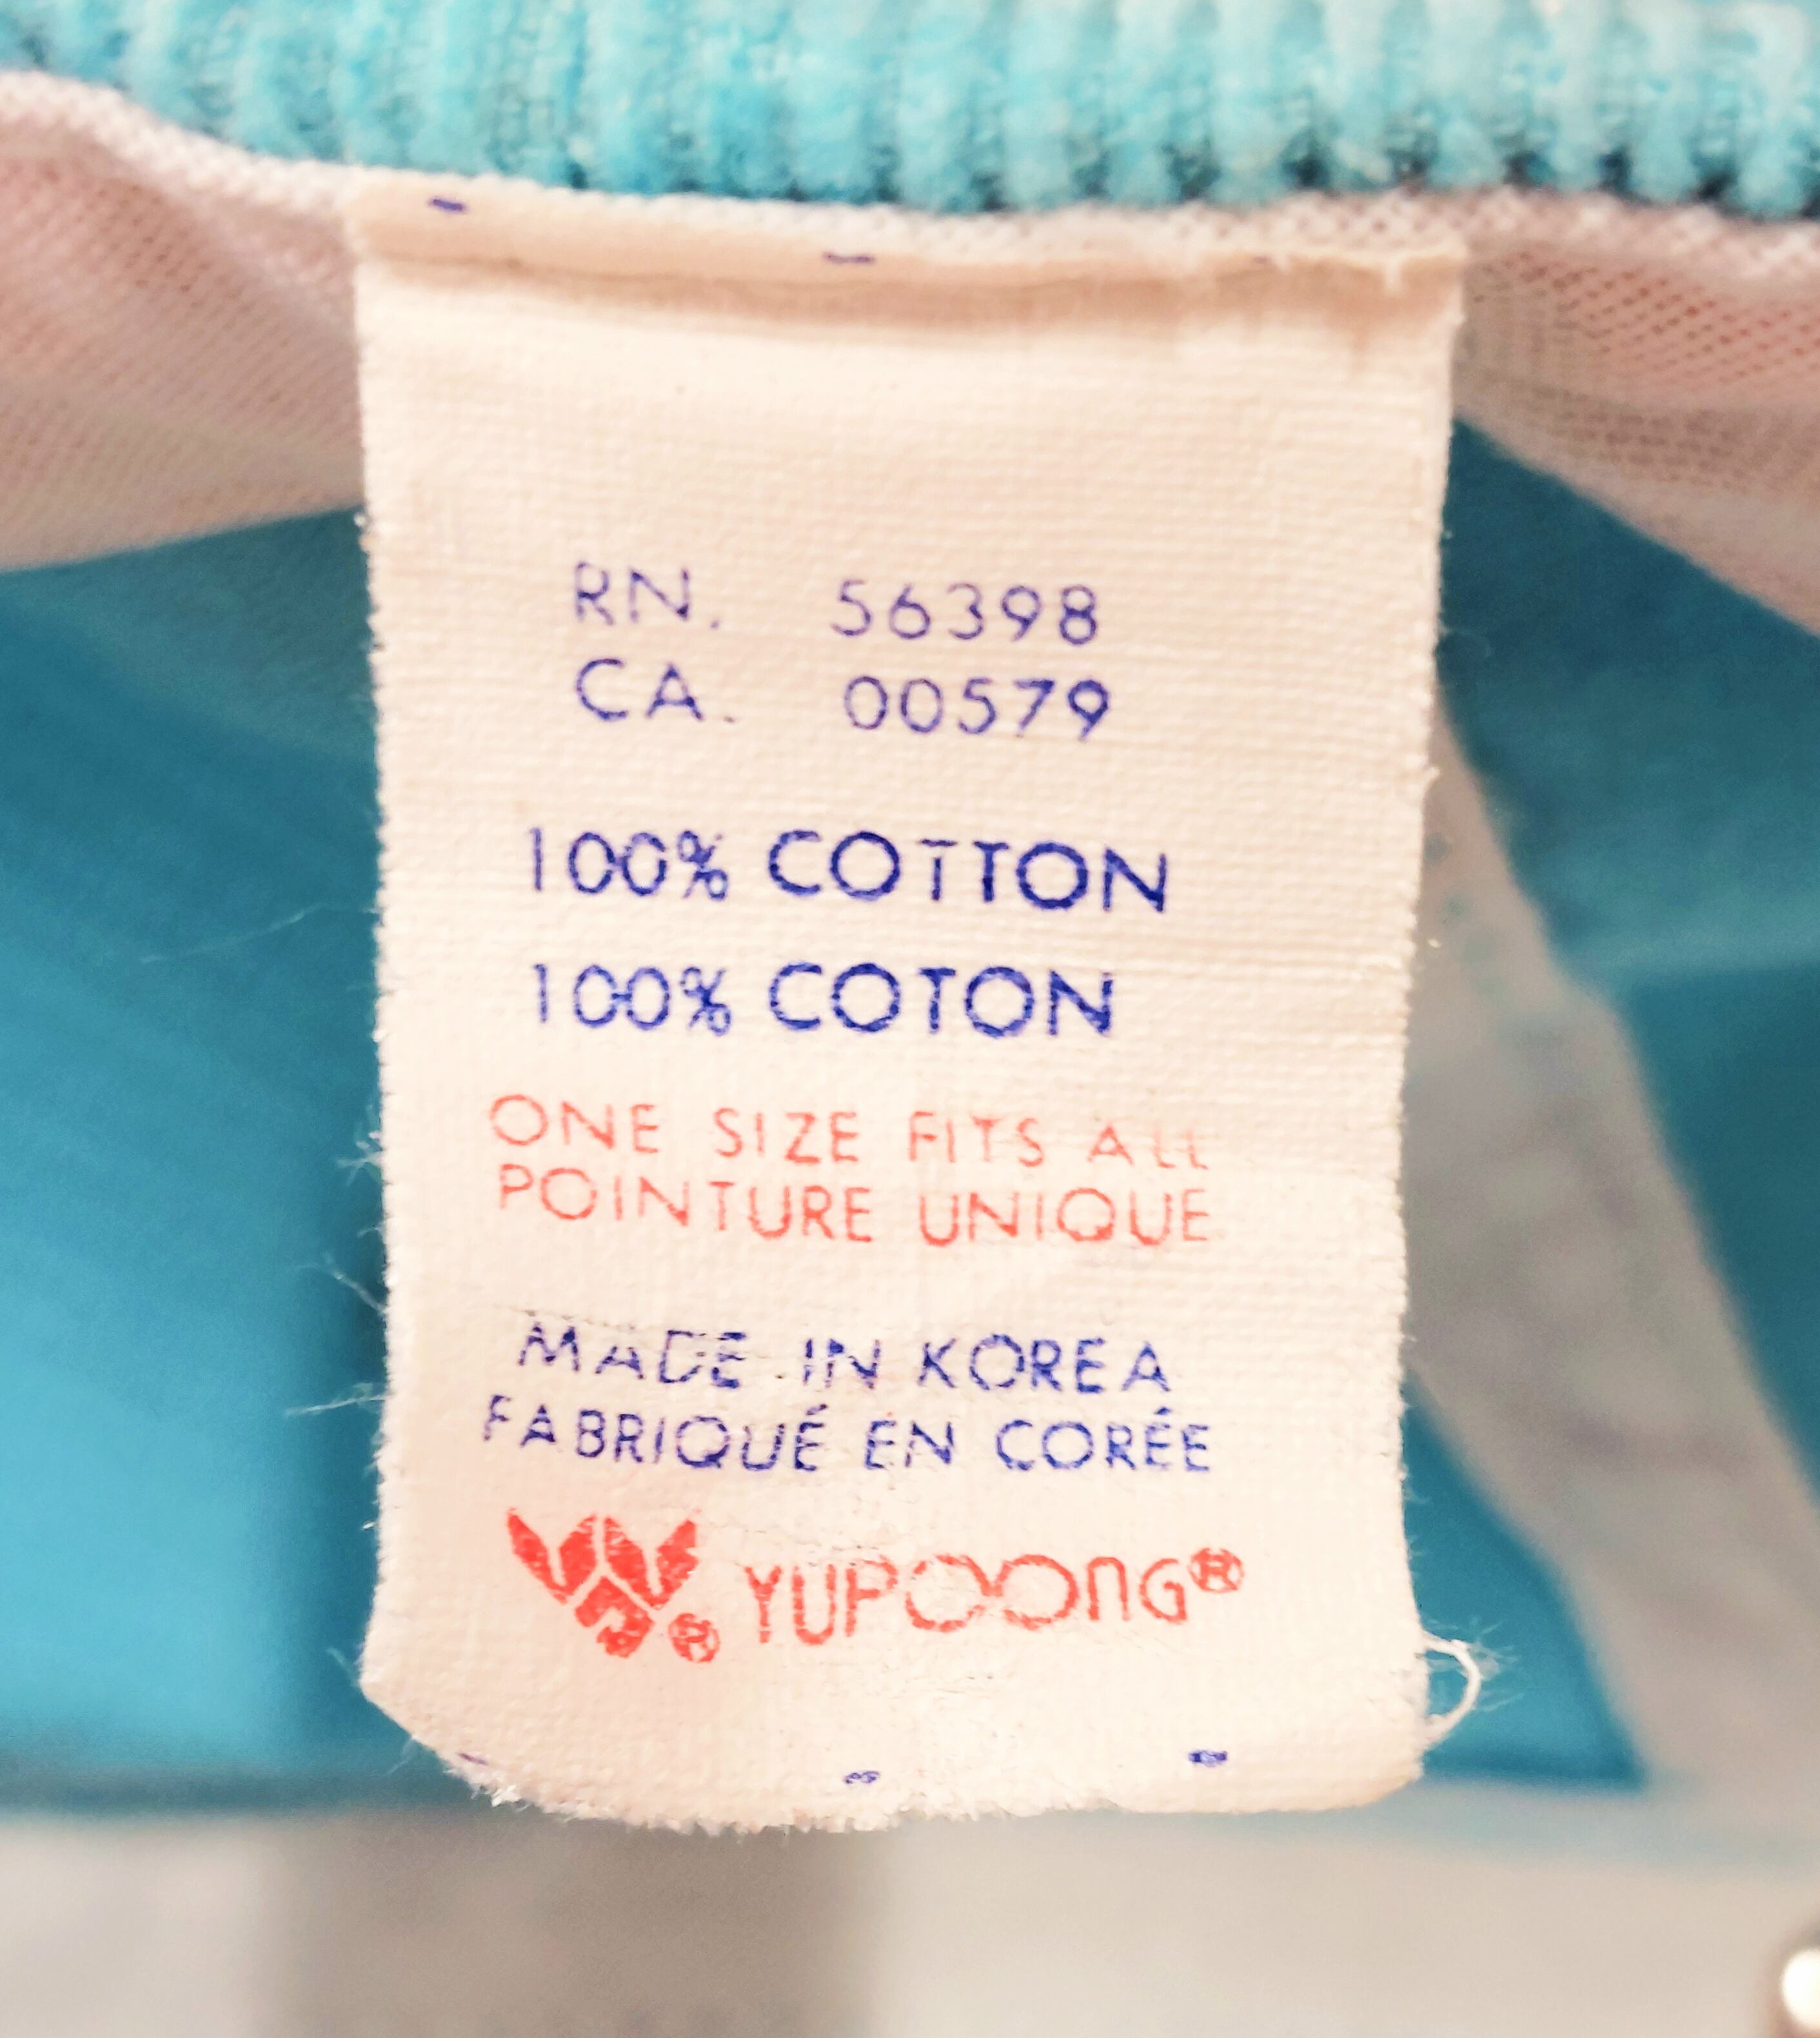 RN. 56398
CA. 00579
100% COTTON
100% COTON
ONE SIZE FITS ALL
POINTURE UNIQUE
MADE IN KOREA
FABRIQUÉ EN CORÉE
® YUPOONG®